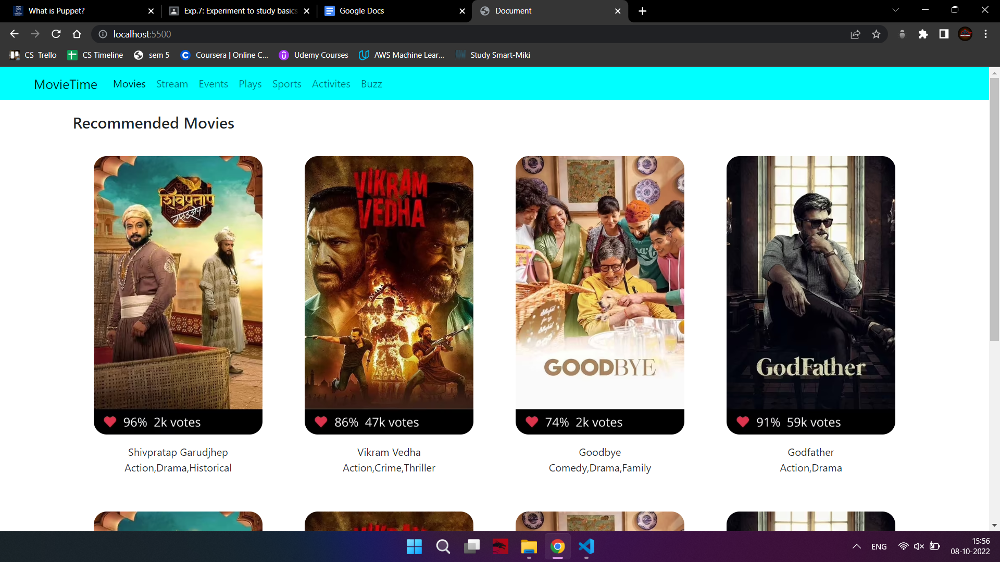 What is Puppet?
Exp.7: Experiment to study basics
Google Docs
Document
localhost:5500
CS Trello
CS Timeline
sem 5
Coursera | Online C...
Udemy Courses
AWS Machine Lear...
Study Smart-Miki
MovieTime Movies Stream Events Plays Sports Activites Buzz
Recommended Movies
शिवप्रताप
गरुडझेप
VIKRAM
VEDHA
GOODBYE
GodFather
96% 2k votes
86% 47k votes
74% 2k votes
91% 59k votes
Shivpratap Garudjhep
Action,Drama,Historical
Vikram Vedha
Action,Crime,Thriller
Goodbye
Comedy,Drama,Family
Godfather
Action,Drama
VIKRAM
ENG
15:56
08-10-2022